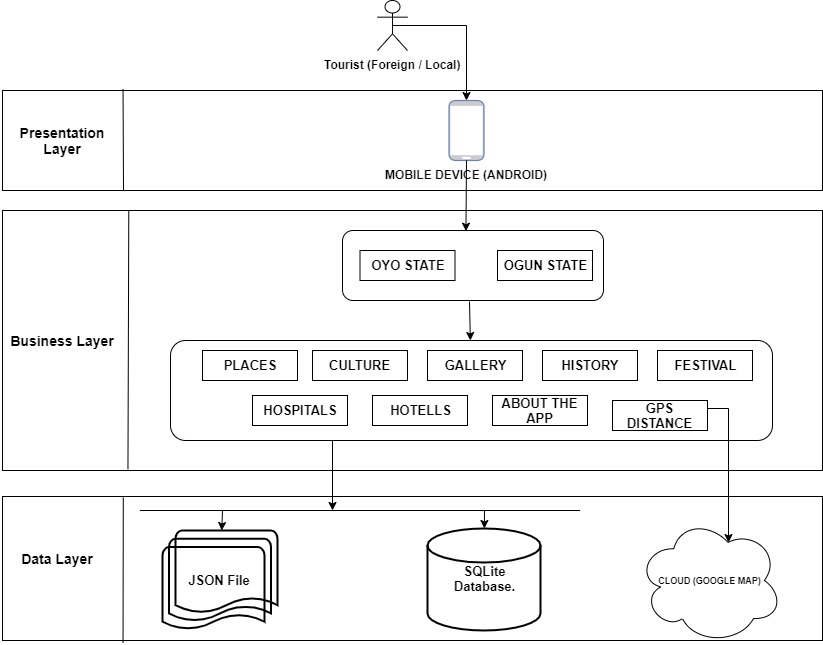 Tourist (Foreign / Local)
Presentation
Layer
MOBILE DEVICE (ANDROID)
Business Layer
OYO STATE
OGUN STATE
PLACES
CULTURE
GALLERY
HISTORY
FESTIVAL
HOSPITALS
HOTELLS
ABOUT THE
APP
GPS
DISTANCE
Data Layer
JSON File
SQLite
Database.
CLOUD (GOOGLE MAP)